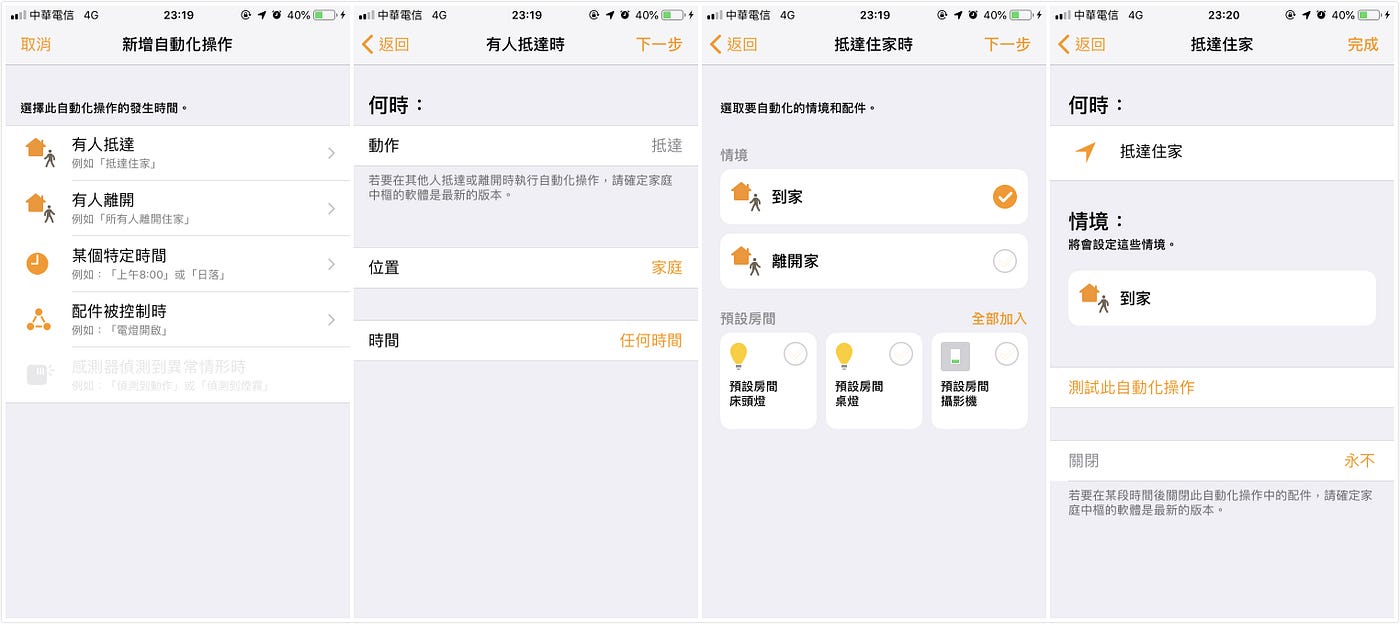 中華電信 4G 23:19 40%
取消 新增自動化操作
選擇此自動化操作的發生時間。
有人抵達
例如「抵達住家」
有人離開
例如「所有人離開住家」
某個特定時間
例如：「上午8:00」或「日落」
配件被控制時
例如：「電燈開啟」
感測器偵測到異常情形時
例如：「偵測到動作」或「偵測到煙霧」
中華電信 4G 23:19 40%
返回 有人抵達時 下一步
何時：
動作 抵達
若要在其他人抵達或離開時執行自動化操作，請確定家庭
中樞的軟體是最新的版本。
位置 家庭
時間 任何時間
中華電信 4G 23:19 40%
返回 抵達住家時 下一步
選取要自動化的情境和配件。
情境
到家
離開家
預設房間 全部加入
預設房間
床頭燈
預設房間
桌燈
預設房間
攝影機
中華電信 4G 23:20 40%
返回 抵達住家 完成
何時：
抵達住家
情境：
將會設定這些情境。
到家
測試此自動化操作
關閉 永不
若要在某段時間後關閉此自動化操作中的配件，請確定家
庭中樞的軟體是最新的版本。